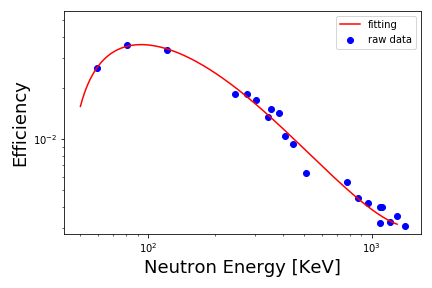 fitting
raw data
Efficiency
10⁻²
10² 10³
Neutron Energy [KeV]